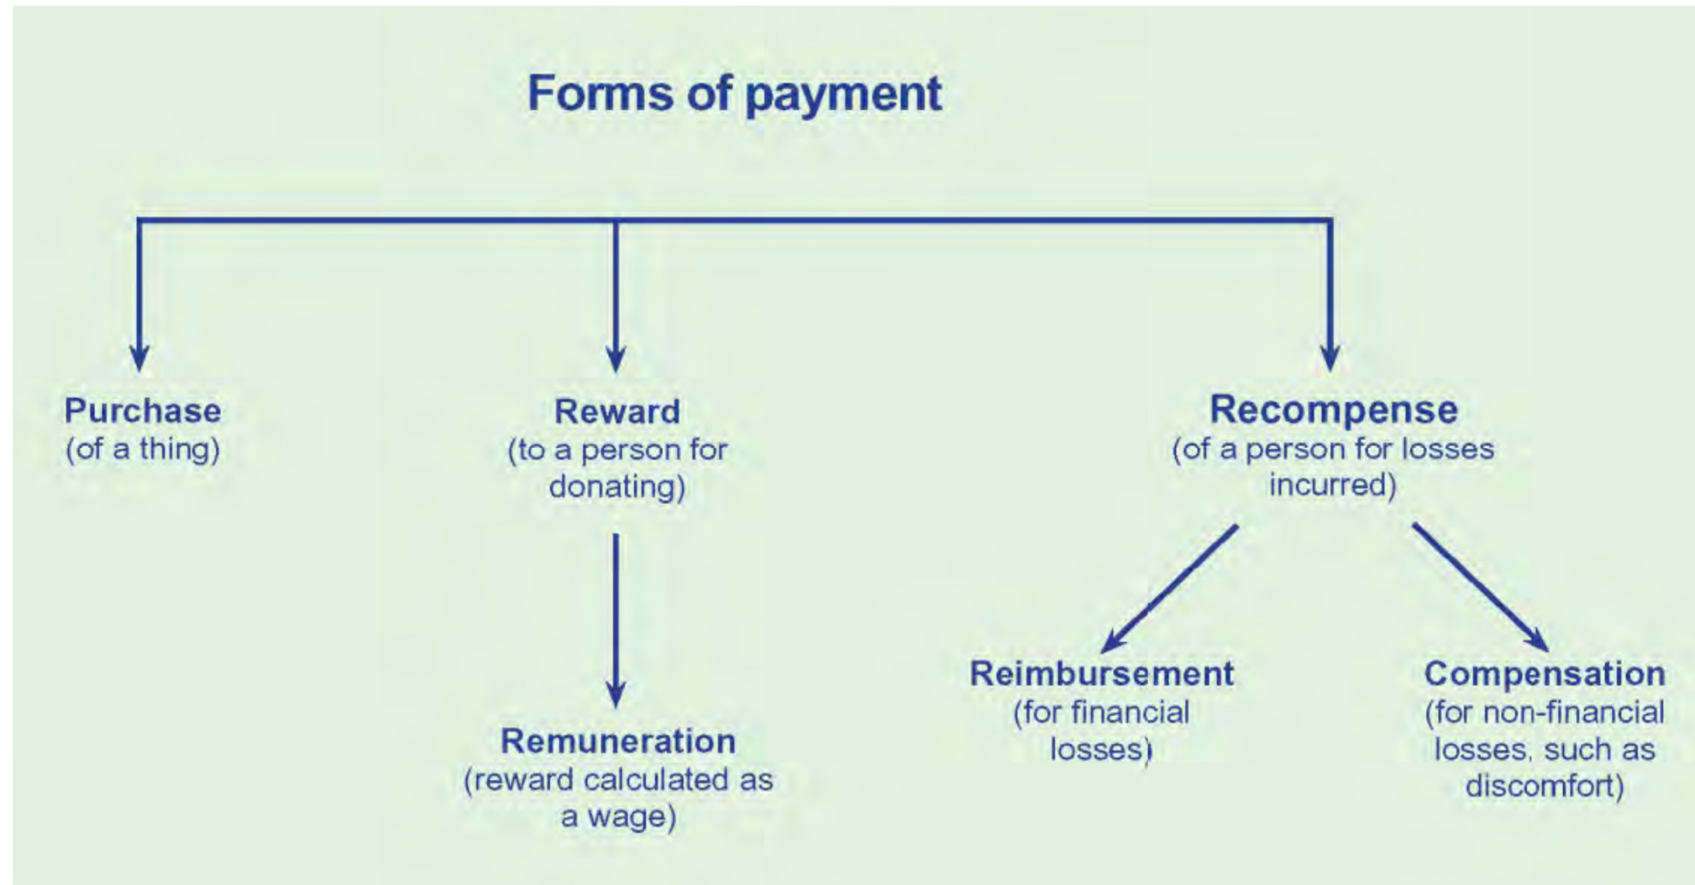 Forms of payment
Purchase
(of a thing)
Reward
(to a person for
donating)
Recompense
(of a person for losses
incurred)
Remuneration
(reward calculated as
a wage)
Reimbursement
(for financial
losses)
Compensation
(for non-financial
losses, such as
discomfort)